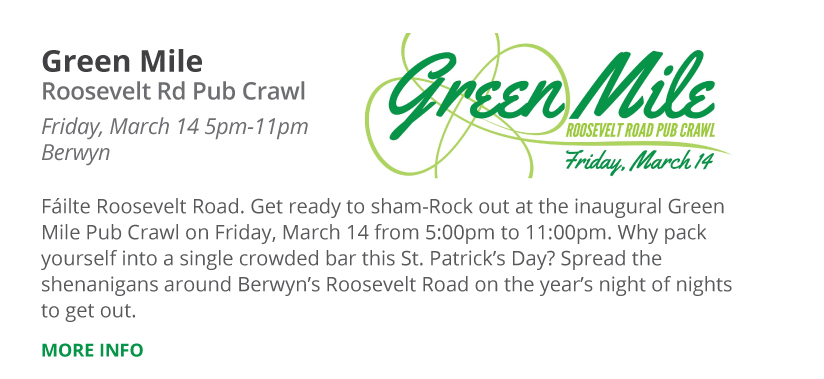 Green Mile
Roosevelt Rd Pub Crawl
Friday, March 14 5pm-11pm
Berwyn
Green Mile
ROOSEVELT ROAD PUB CRAWL
Friday, March 14
Fáilte Roosevelt Road. Get ready to sham-Rock out at the inaugural Green
Mile Pub Crawl on Friday, March 14 from 5:00pm to 11:00pm. Why pack
yourself into a single crowded bar this St. Patrick’s Day? Spread the
shenanigans around Berwyn’s Roosevelt Road on the year’s night of nights
to get out.
MORE INFO